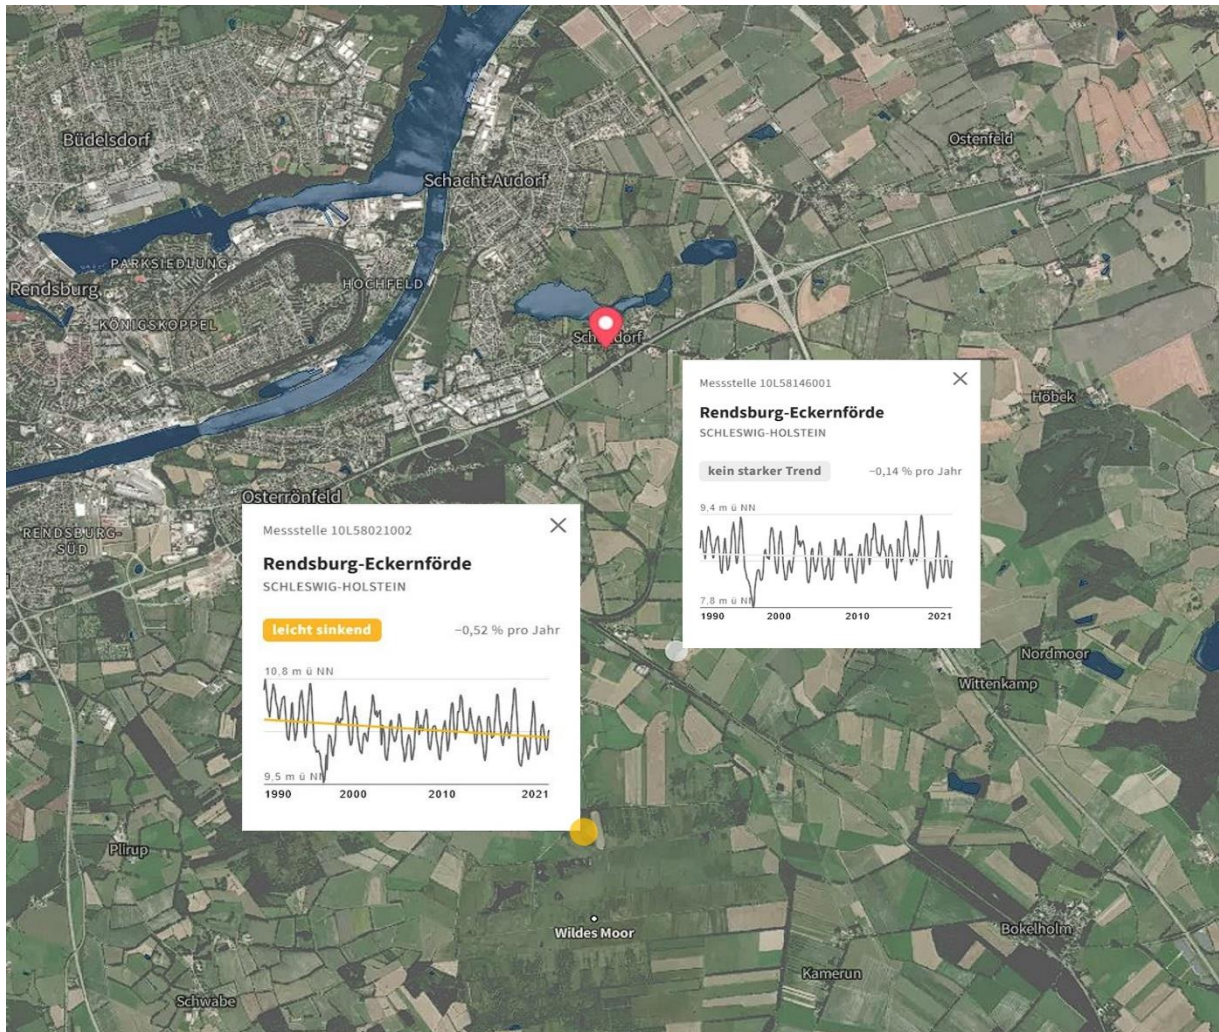 Büdelsdorf
Ostenfeld
Schacht-Audorf
PARKSIEDLUNG
HOCHFELD
Rendsburg
KÖNIGSKOPPEL
Messstelle 10L58146001
Rendsburg-Eckernförde
SCHLESWIG-HOLSTEIN
kein starker Trend
−0,14 % pro Jahr
9,4 m ü NN
7,8 m ü NN
1990 2000 2010 2021
Höbek
Osterrönfeld
RENDSBURG-
SÜD
Messstelle 10L58021002
Rendsburg-Eckernförde
SCHLESWIG-HOLSTEIN
leicht sinkend
−0,52 % pro Jahr
10,8 m ü NN
9,5 m ü NN
1990 2000 2010 2021
Nordmoor
Wittenkamp
Plirup
Wildes Moor
Bokelholm
Kamerun
Schwabe